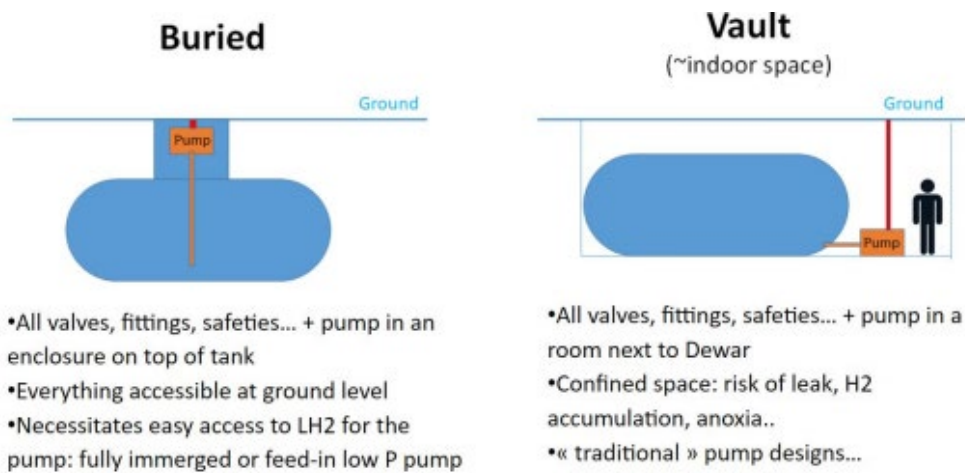 Buried
Ground
Pump
•All valves, fittings, safeties... + pump in an
enclosure on top of tank
•Everything accessible at ground level
•Necessitates easy access to LH2 for the
pump: fully immerged or feed-in low P pump
Vault
(~indoor space)
Ground
Pump
•All valves, fittings, safeties... + pump in a
room next to Dewar
•Confined space: risk of leak, H2
accumulation, anoxia..
•« traditional » pump designs...